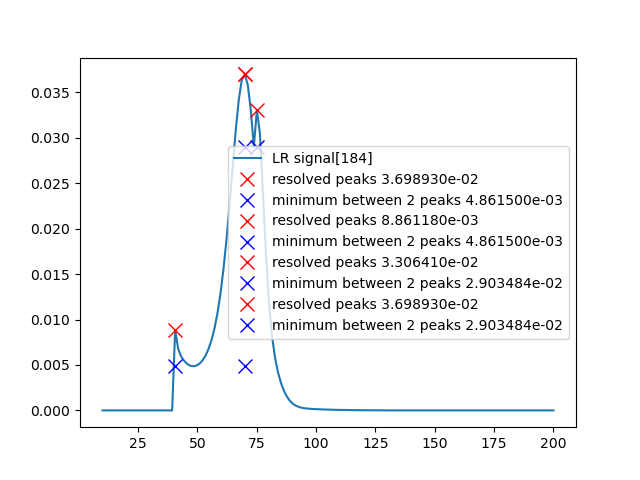 0.035
0.030
0.025
0.020
0.015
0.010
0.005
0.000
LR signal[184]
resolved peaks 3.698930e-02
minimum between 2 peaks 4.861500e-03
resolved peaks 8.861180e-03
minimum between 2 peaks 4.861500e-03
resolved peaks 3.306410e-02
minimum between 2 peaks 2.903484e-02
resolved peaks 3.698930e-02
minimum between 2 peaks 2.903484e-02
25 50 75 100 125 150 175 200